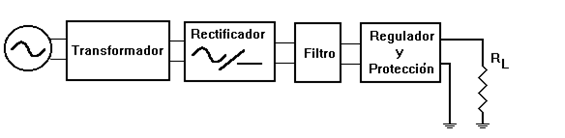 Transformador
Rectificador
Filtro
Regulador
y
Protección
RL